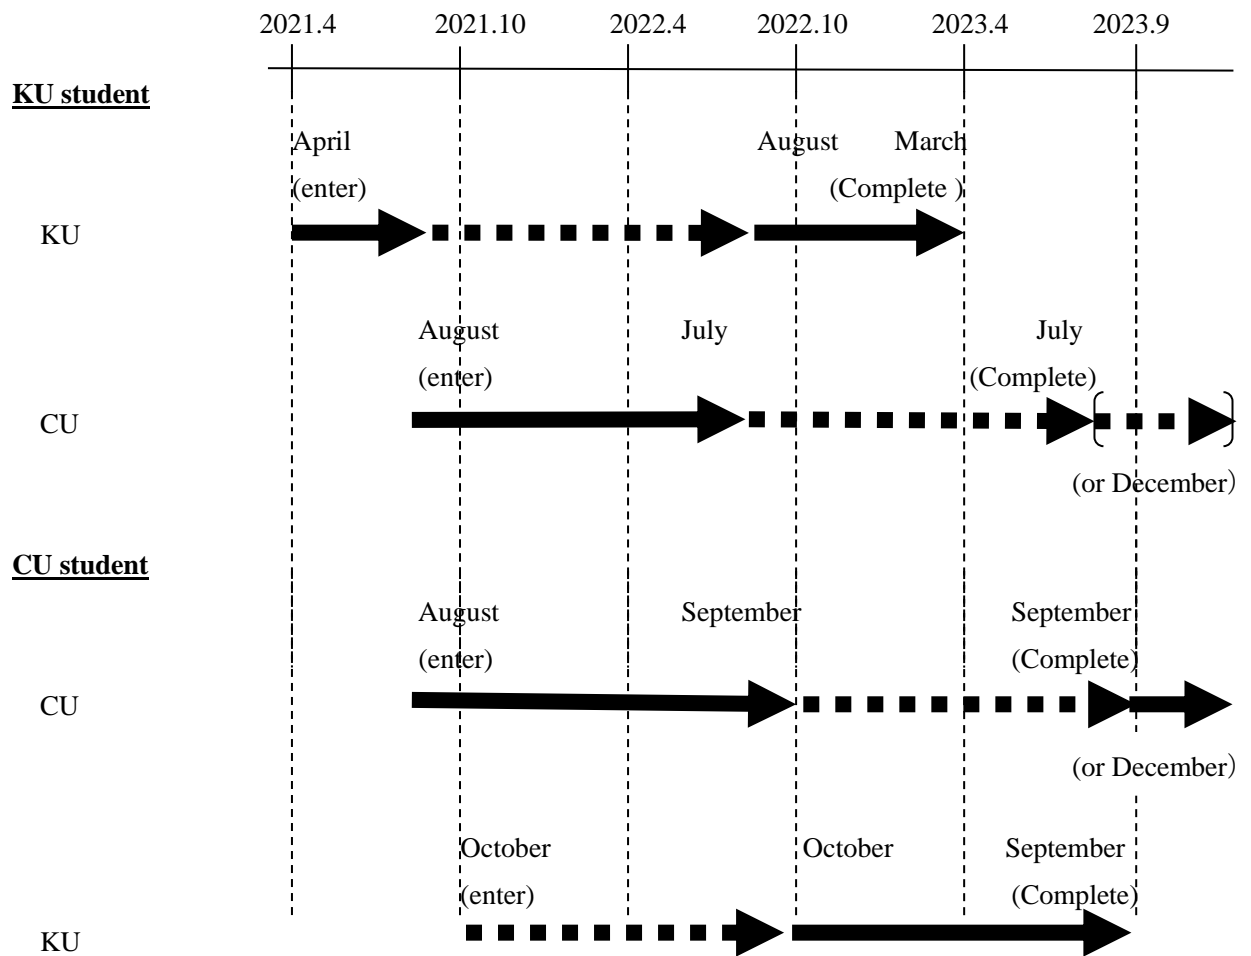 2021.4 2021.10 2022.4 2022.10 2023.4 2023.9
KU student
April August March
(enter) (Complete )
KU
August July July
(enter) (Complete)
CU
(or December)
CU student
August September September
(enter) (Complete)
CU
(or December)
October October September
(enter) (Complete)
KU